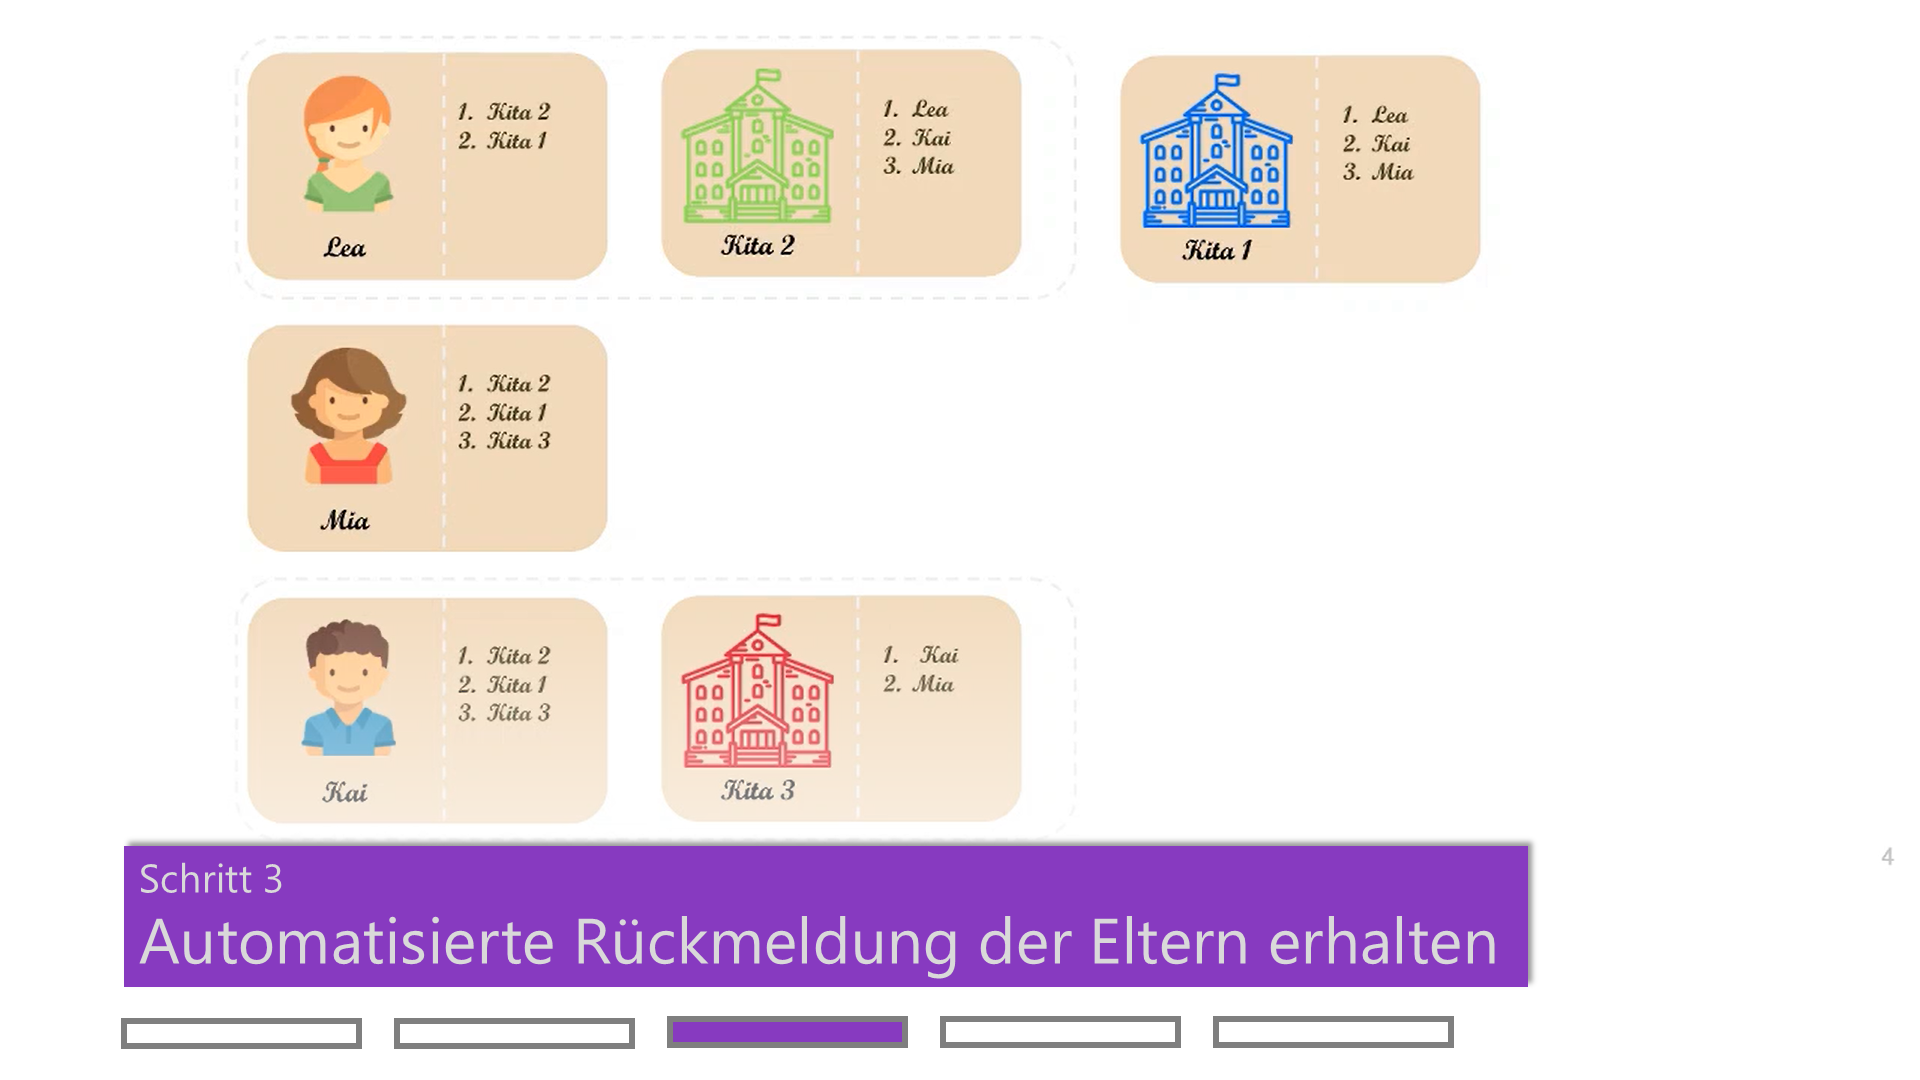 1. Kita 2
2. Kita 1
Lea
1. Lea
2. Kai
3. Mia
Kita 2
1. Lea
2. Kai
3. Mia
Kita 1
1. Kita 2
2. Kita 1
3. Kita 3
Mia
1. Kita 2
2. Kita 1
3. Kita 3
Kai
1. Kai
2. Mia
Kita 3
Schritt 3
Automatisierte Rückmeldung der Eltern erhalten
4